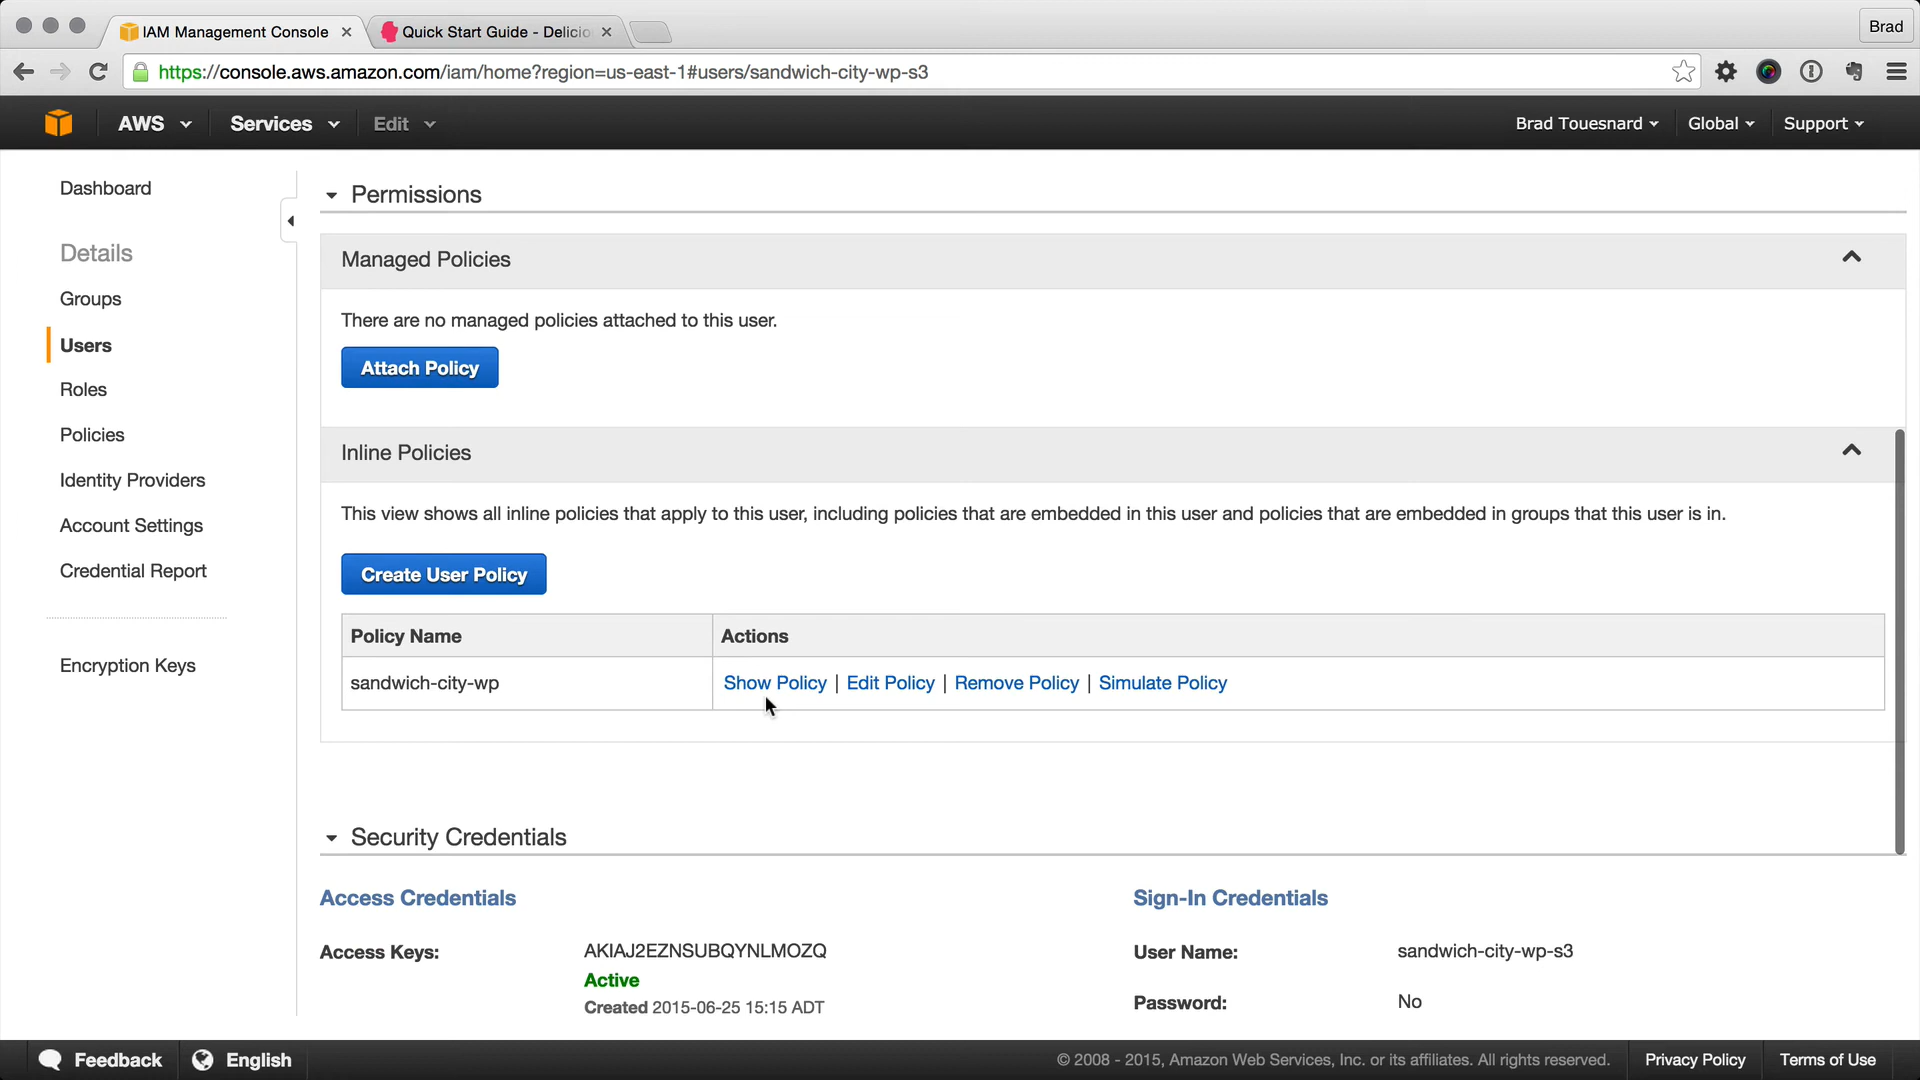 IAM Management Console
Quick Start Guide - Delicio
Brad
https://console.aws.amazon.com/iam/home?region=us-east-1#users/sandwich-city-wp-s3
AWS Services Edit Brad Touesnard Global Support
Dashboard
Details
Groups
Users
Roles
Policies
Identity Providers
Account Settings
Credential Report
Encryption Keys
Permissions
Managed Policies
There are no managed policies attached to this user.
Attach Policy
Inline Policies
This view shows all inline policies that apply to this user, including policies that are embedded in this user and policies that are embedded in groups that this user is in.
Create User Policy
Policy Name Actions
sandwich-city-wp Show Policy | Edit Policy | Remove Policy | Simulate Policy
Security Credentials
Access Credentials Sign-In Credentials
Access Keys: AKIAJ2EZNSUBQYNLMOZQ User Name: sandwich-city-wp-s3
Active
Created 2015-06-25 15:15 ADT Password: No
Feedback English © 2008 - 2015, Amazon Web Services, Inc. or its affiliates. All rights reserved. Privacy Policy Terms of Use